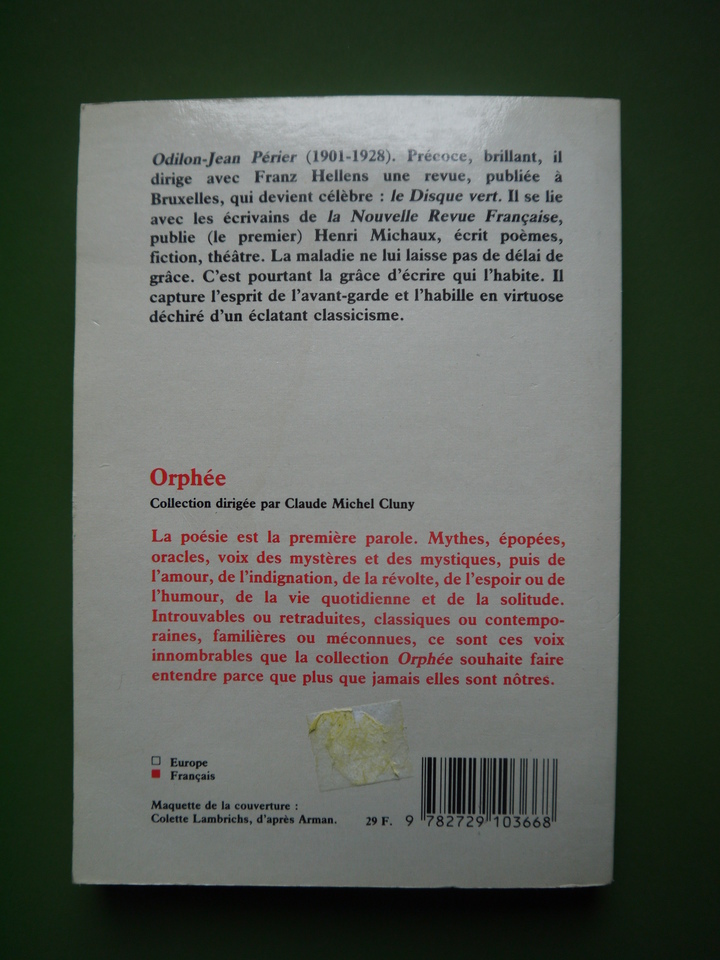 Odilon-Jean Périer (1901-1928). Précoce, brillant, il
dirige avec Franz Hellens une revue, publiée à
Bruxelles, qui devient célèbre : le Disque vert. Il se lie
avec les écrivains de la Nouvelle Revue Française,
publie (le premier) Henri Michaux, écrit poèmes,
fiction, théâtre. La maladie ne lui laisse pas de délai de
grâce. C'est pourtant la grâce d'écrire qui l'habite. Il
capture l'esprit de l'avant-garde et l'habille en virtuose
déchiré d'un éclatant classicisme.
Orphée
Collection dirigée par Claude Michel Cluny
La poésie est la première parole. Mythes, épopées,
oracles, voix des mystères et des mystiques, puis de
l'amour, de l'indignation, de la révolte, de l'espoir ou de
l'humour, de la vie quotidienne et de la solitude.
Introuvables ou retraduites, classiques ou contempo-
raines, familières ou méconnues, ce sont ces voix
innombrables que la collection Orphée souhaite faire
entendre parce que plus que jamais elles sont nôtres.
Europe
Français
Maquette de la couverture :
Colette Lambrichs, d'après Arman.
29 F.
9 782729 103668